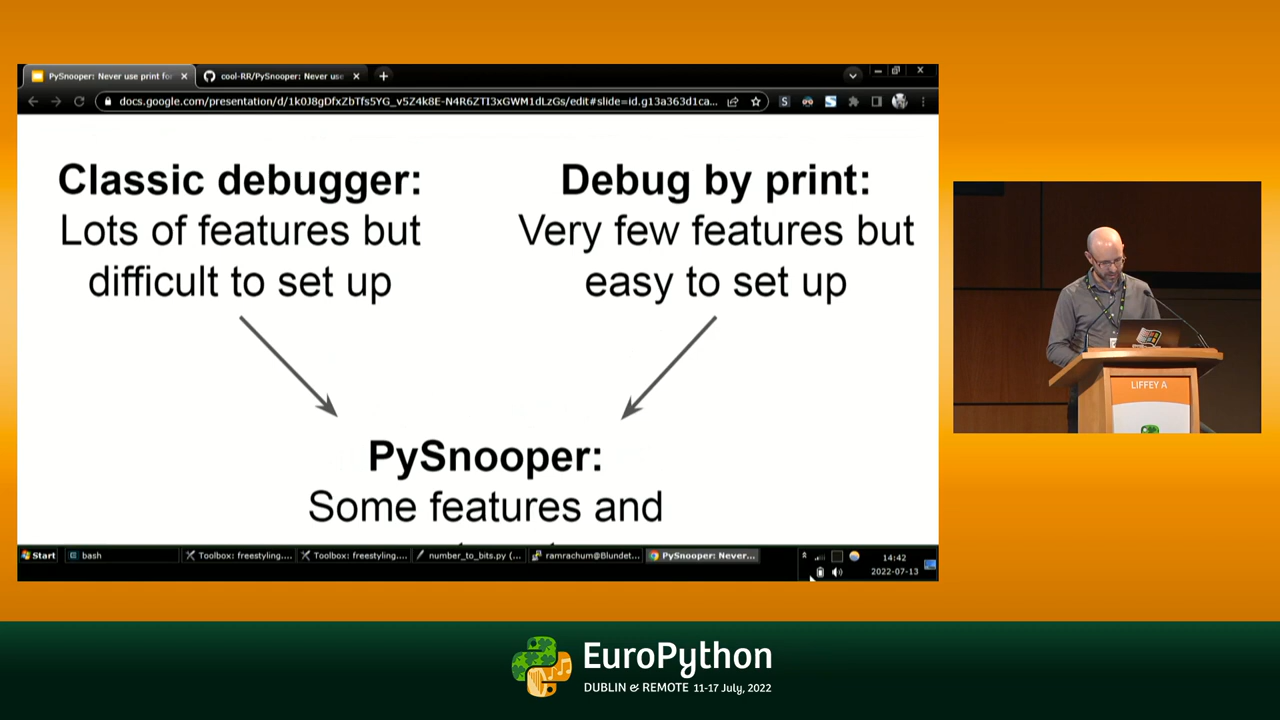 PySnooper: Never use print for
cool-RR/PySnooper: Never use
docs.google.com/presentation/d/1k0J8gDfxZbTfs5YG_v5Z4k8E-N4R6ZTI3xGWM1dLzGs/edit#slide=id.g13a363d1ca...
Classic debugger:
Lots of features but
difficult to set up
Debug by print:
Very few features but
easy to set up
PySnooper:
Some features and
Start
bash
Toolbox: freestyling....
Toolbox: freestyling....
number_to_bits.py (...
ramrachum@Blundet...
PySnooper: Never...
14:42
2022-07-13
LIFFEY A
EuroPython
DUBLIN & REMOTE 11-17 July, 2022